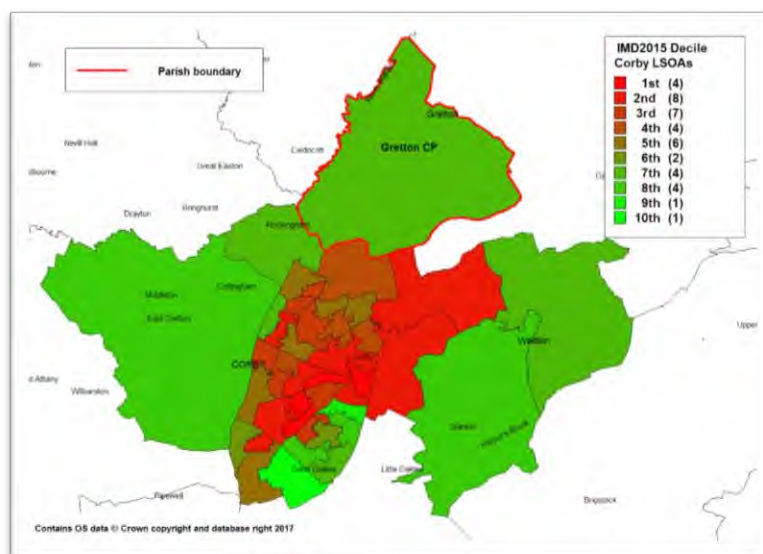 Parish boundary
IMD2015 Decile
Corby LSOAs
1st (4)
2nd (8)
3rd (7)
4th (4)
5th (6)
6th (2)
7th (4)
8th (4)
9th (1)
10th (1)
Gretton
Gretton CP
Caldecott
Nevill Holt
Great Easton
Bringhurst
Drayton
Rockingham
Cottingham
Middleton
East Carlton
Wilbarston
CORBY
Weldon
Upper
Stanion
Little Oakley
Great Oakley
Brigstock
Contains OS data © Crown copyright and database right 2017